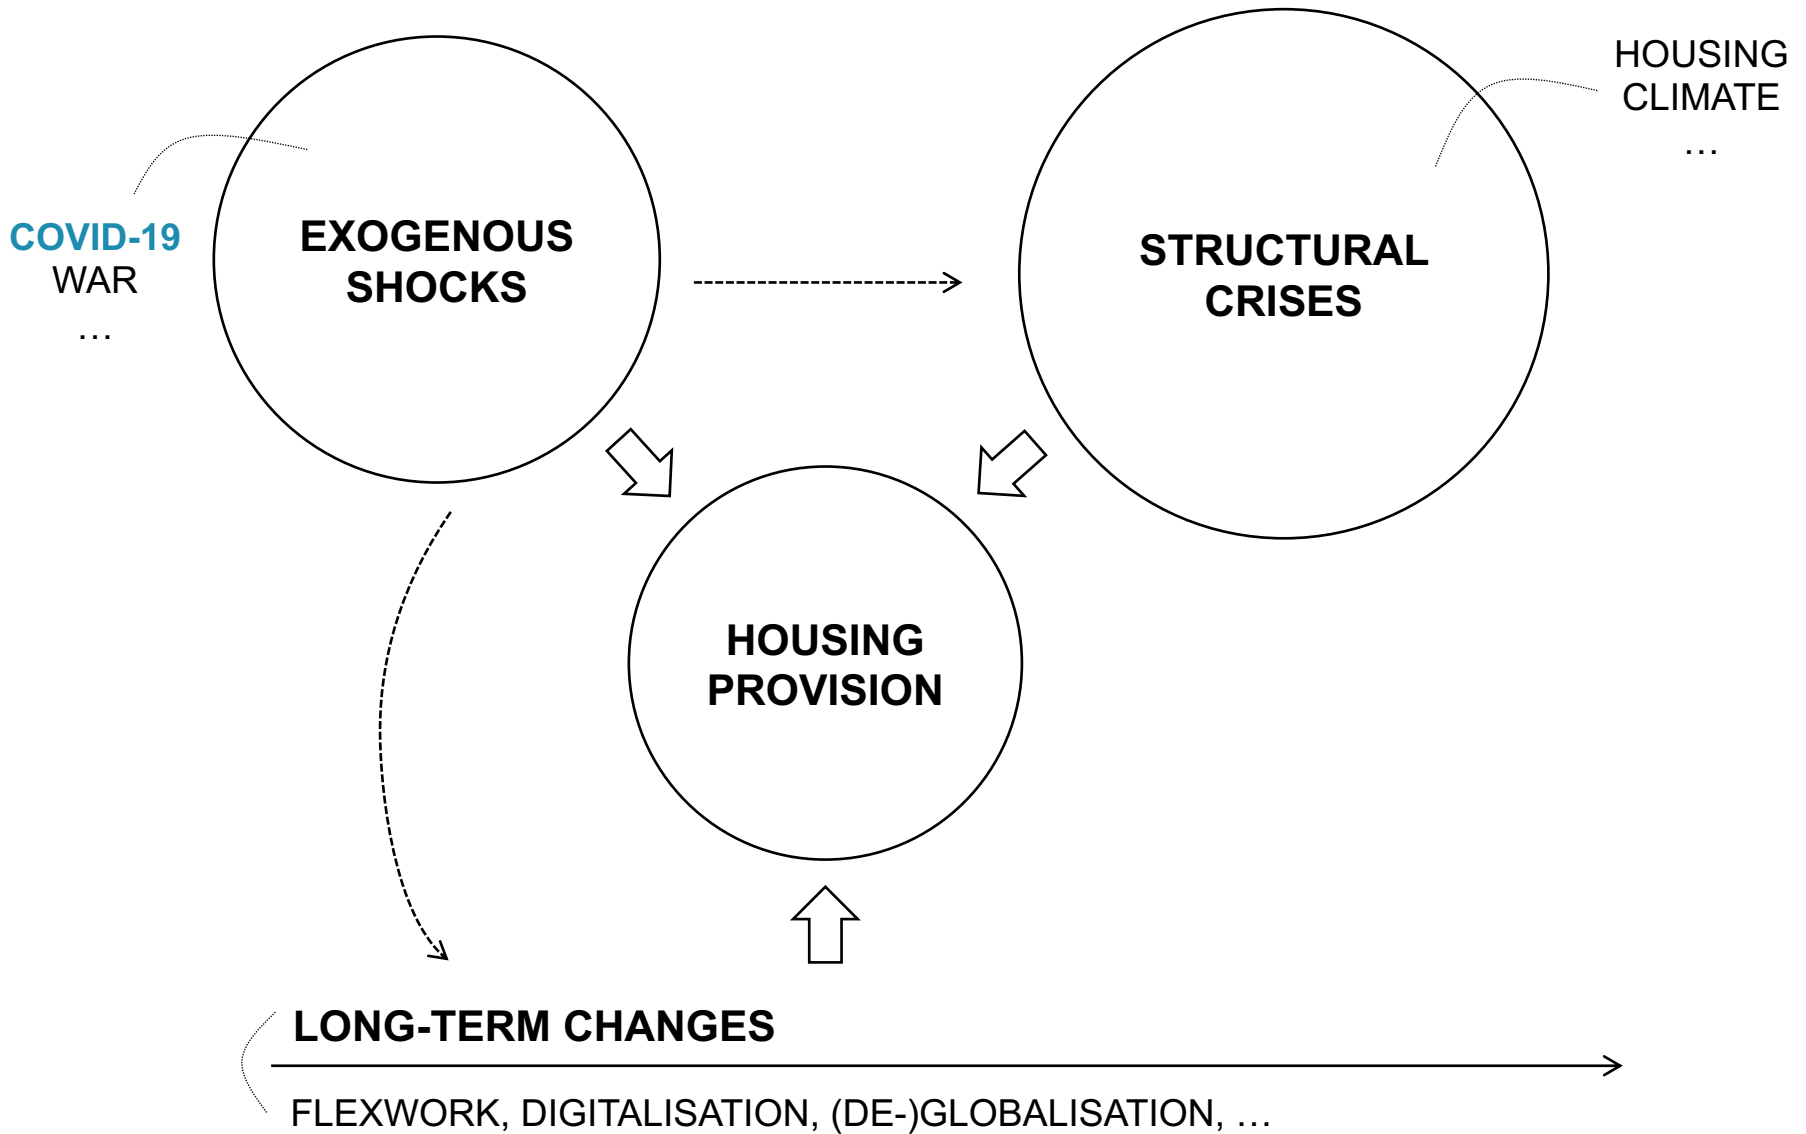 HOUSING
CLIMATE
…
COVID-19
WAR
…
EXOGENOUS
SHOCKS
STRUCTURAL
CRISES
HOUSING
PROVISION
LONG-TERM CHANGES
FLEXWORK, DIGITALISATION, (DE-)GLOBALISATION, …